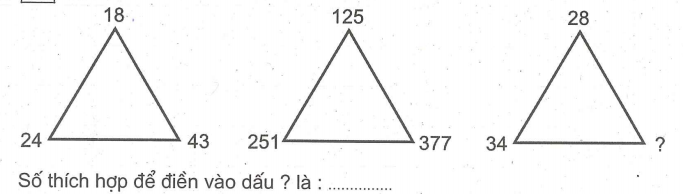 18 125 28
24 43 251 377 34 ?
Số thích hợp để điền vào dấu ? là : ...............